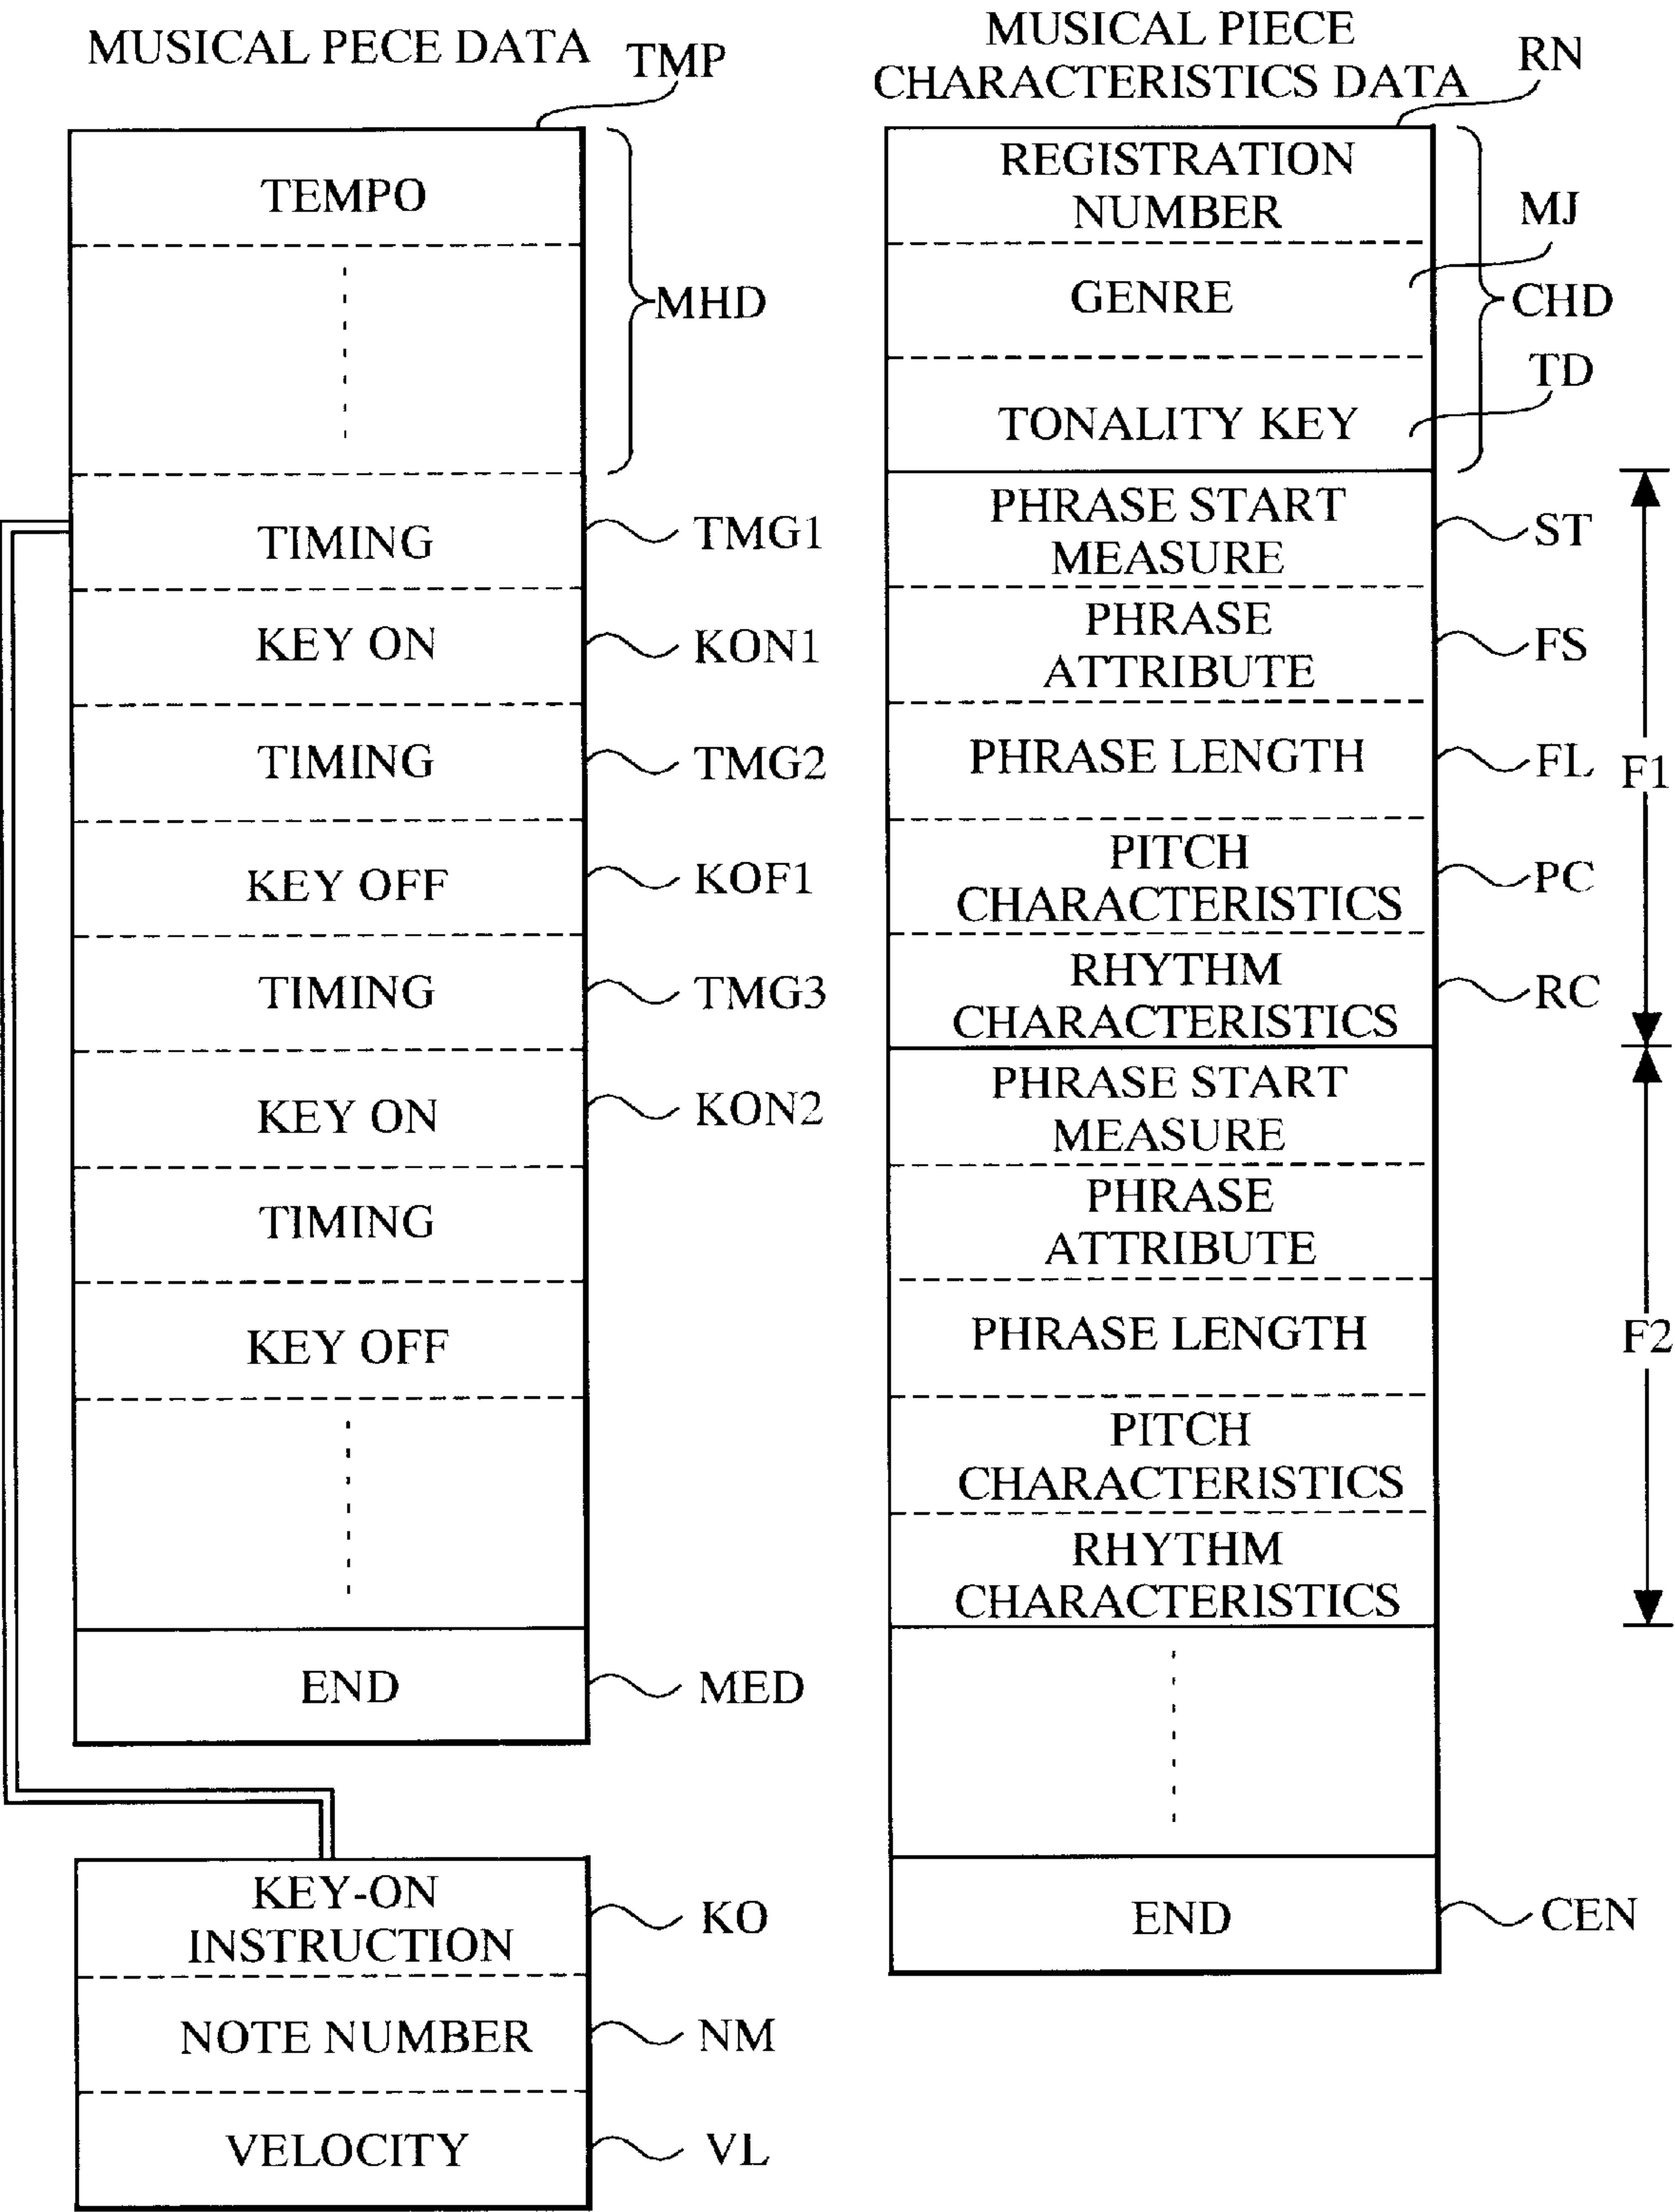 MUSICAL PECE DATA
TMP
TEMPO
MHD
TIMING
TMG1
KEY ON
KON1
TIMING
TMG2
KEY OFF
KOF1
TIMING
TMG3
KEY ON
KON2
TIMING
KEY OFF
END
MED
KEY-ON
INSTRUCTION
KO
NOTE NUMBER
NM
VELOCITY
VL
MUSICAL PIECE
CHARACTERISTICS DATA
RN
REGISTRATION
NUMBER
MJ
GENRE
CHD
TD
TONALITY KEY
PHRASE START
MEASURE
ST
PHRASE
ATTRIBUTE
FS
PHRASE LENGTH
FL
F1
PITCH
CHARACTERISTICS
PC
RHYTHM
CHARACTERISTICS
RC
PHRASE START
MEASURE
PHRASE
ATTRIBUTE
PHRASE LENGTH
F2
PITCH
CHARACTERISTICS
RHYTHM
CHARACTERISTICS
END
CEN